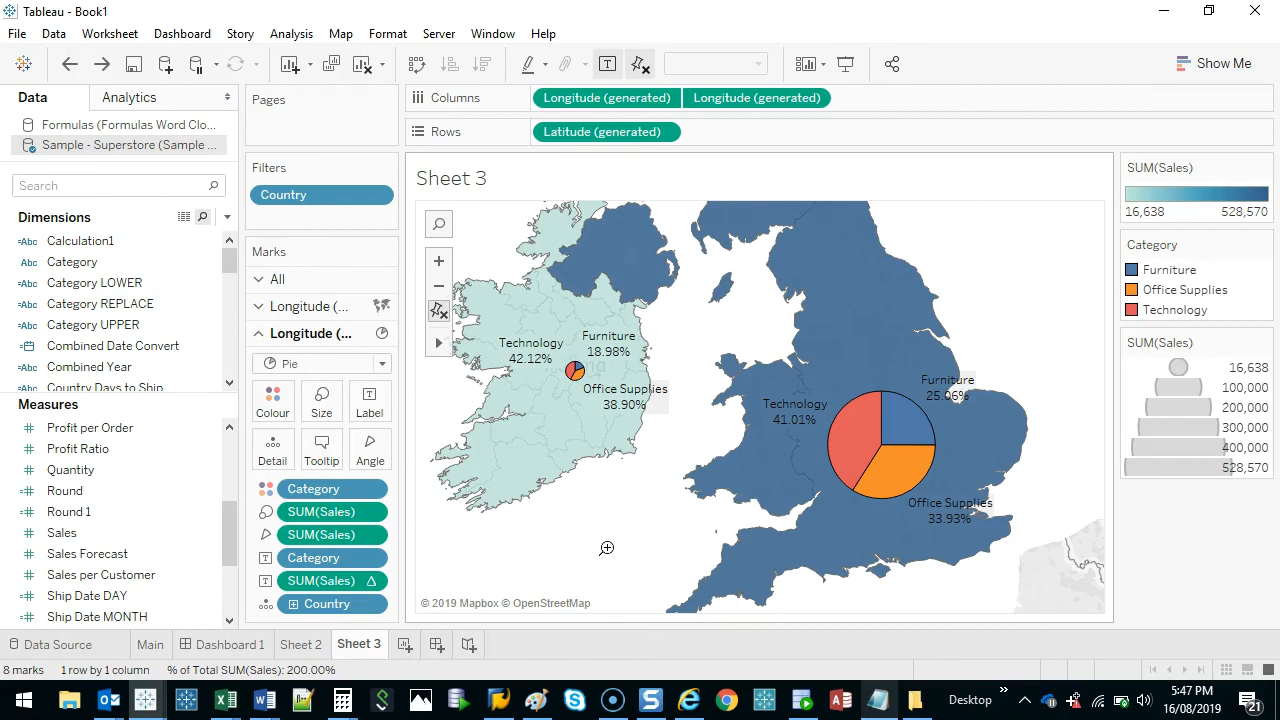 Tableau - Book1
File Data Worksheet Dashboard Story Analysis Map Format Server Window Help
Show Me
Data Analytics
Formulas (Formulas Word Clo...
Sample - Superstore (Sample ...
Search
Dimensions
Abc Calculation1
Abc Category
Abc Category LOWER
Abc Category REPLACE
Abc Category UPPER
Combined Date Convert
Abc Combined Year
Abc Country Days to Ship
Measures
Profit per Order
Profit Ratio
Quantity
Round
Round 1
Sales
Sales Forecast
Sales per Customer
Ship Date DAY
Ship Date MONTH
Pages
Filters
Country
Marks
All
Longitude (...
Longitude (...
Pie
Colour Size Label
Detail Tooltip Angle
Category
SUM(Sales)
SUM(Sales)
Category
SUM(Sales) Δ
Country
Columns Longitude (generated) Longitude (generated)
Rows Latitude (generated)
Sheet 3
Technology
42.12%
Furniture
18.98%
Office Supplies
38.90%
Technology
41.01%
Furniture
25.06%
Office Supplies
33.93%
© 2019 Mapbox © OpenStreetMap
SUM(Sales)
16,638 528,570
Category
Furniture
Office Supplies
Technology
SUM(Sales)
16,638
100,000
200,000
300,000
400,000
528,570
Data Source Main Dashboard 1 Sheet 2 Sheet 3
8 marks 1 row by 1 column % of Total SUM(Sales): 200.00%
Desktop
5:47 PM
16/08/2019
21